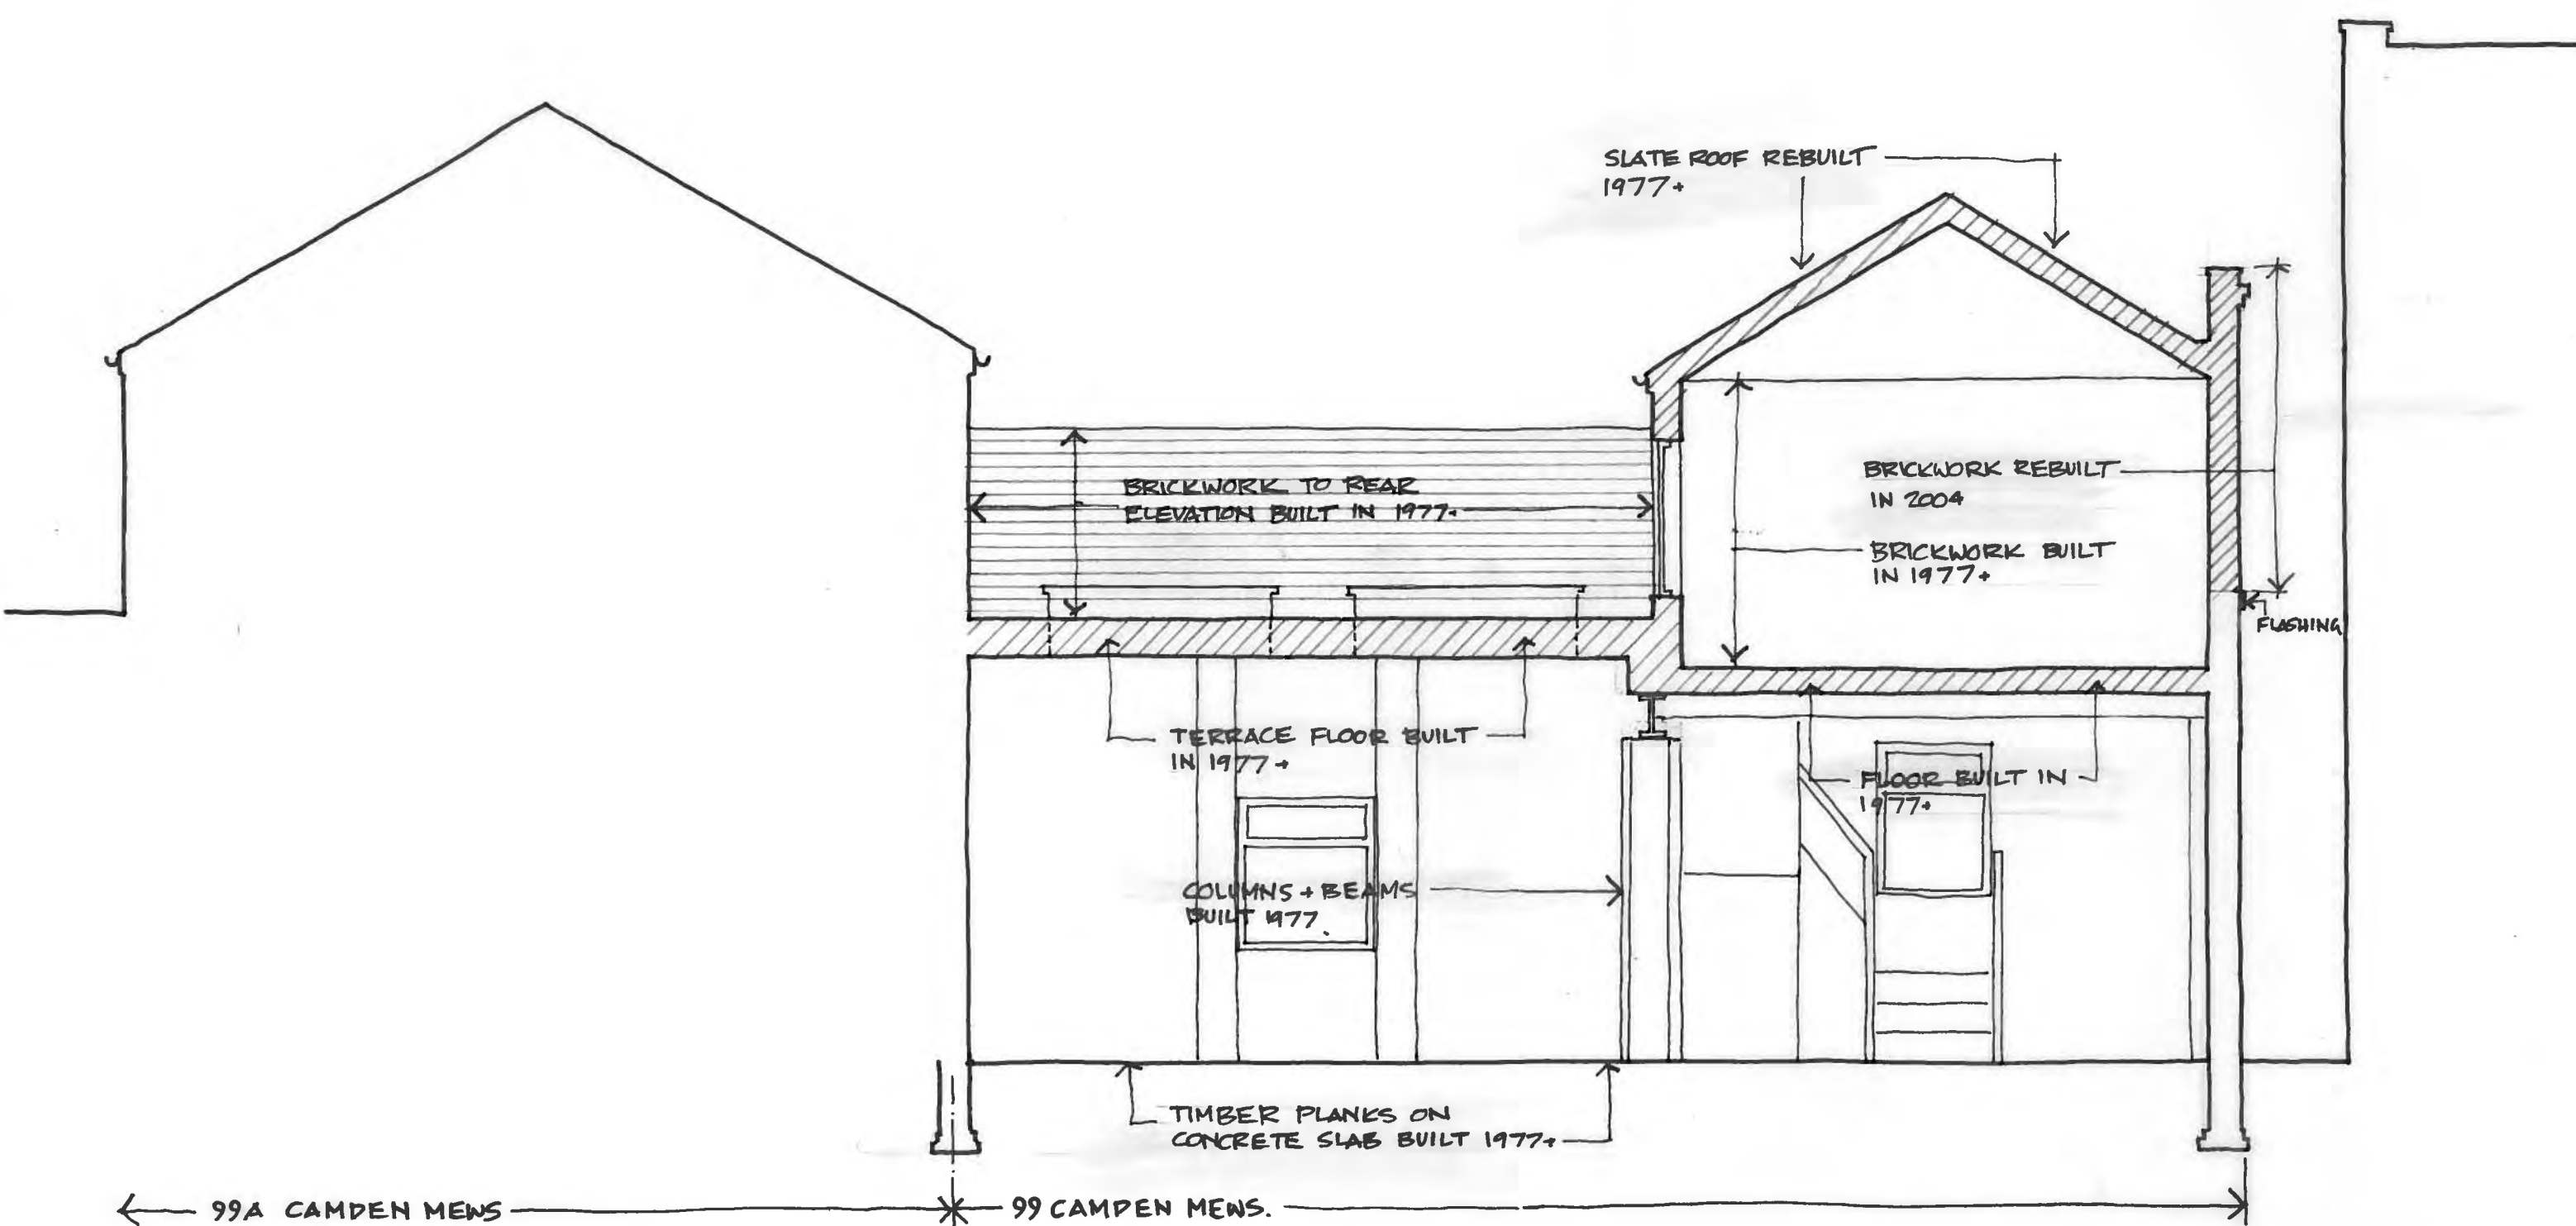 SLATE ROOF REBUILT
1977+
BRICKWORK TO REAR
ELEVATION BUILT IN 1977+
BRICKWORK REBUILT
IN 2004
BRICKWORK BUILT
IN 1977+
FLASHING
TERRACE FLOOR BUILT
IN 1977+
FLOOR BUILT IN
1977+
COLUMNS + BEAMS
BUILT 1977.
TIMBER PLANKS ON
CONCRETE SLAB BUILT 1977+
99A CAMDEN MEWS
99 CAMDEN MEWS.